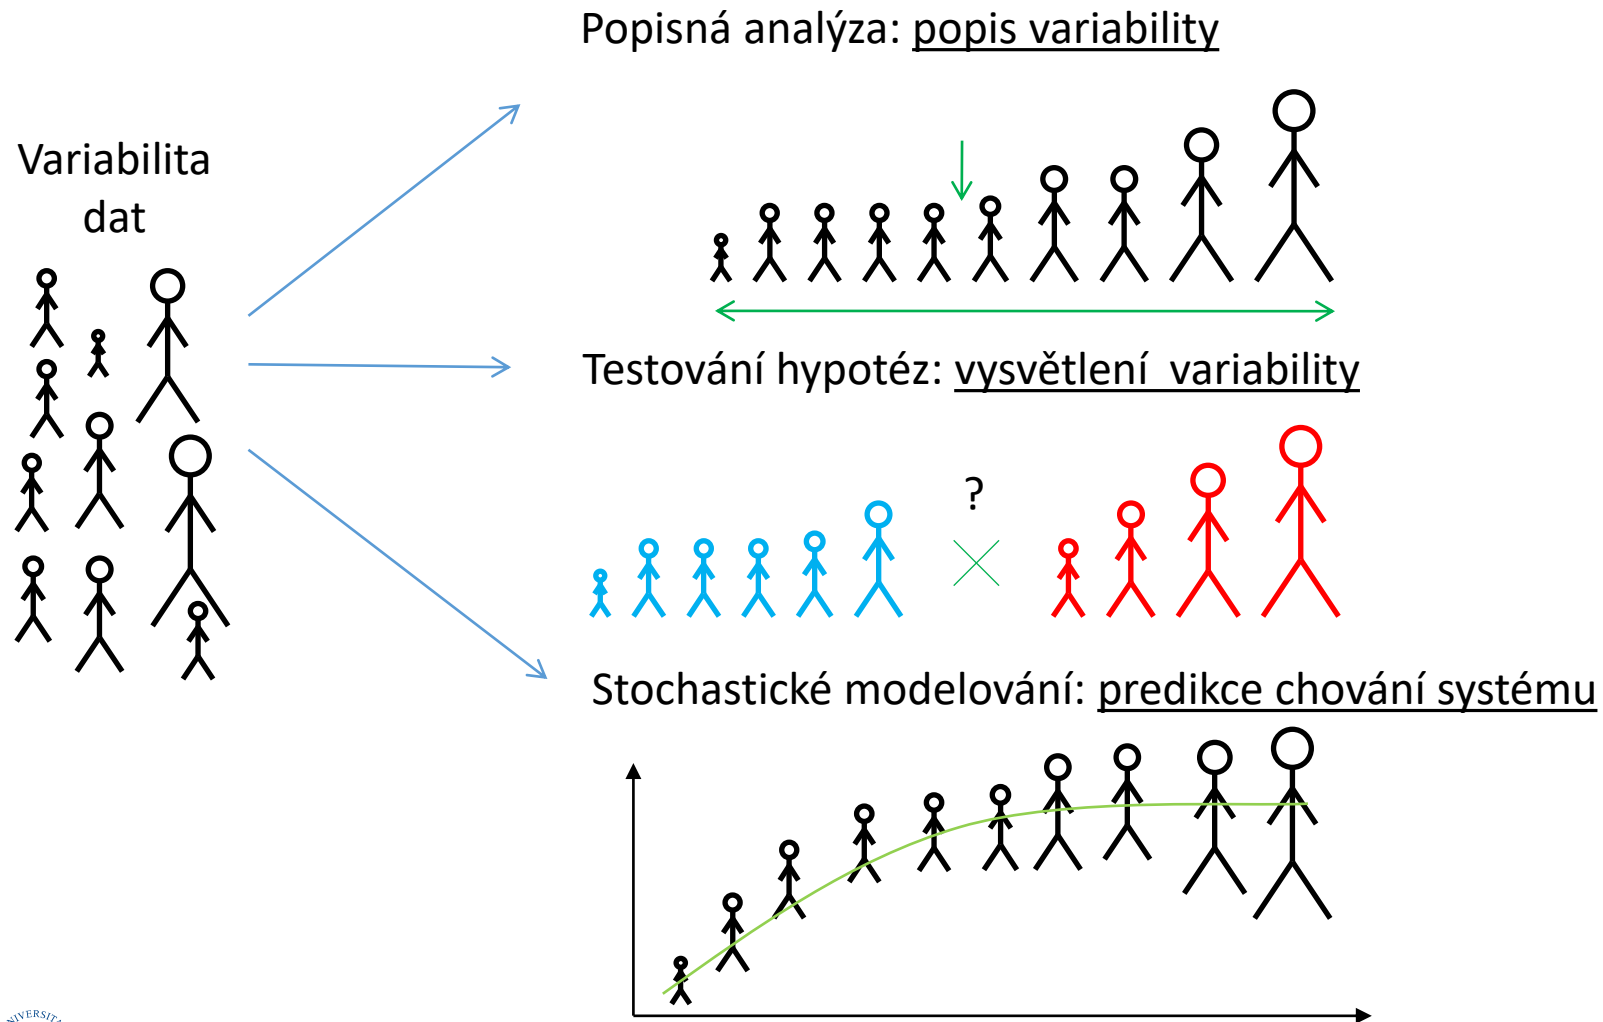 Popisná analýza: popis variability
Variabilita
dat
Testování hypotéz: vysvětlení variability
?
Stochastické modelování: predikce chování systému